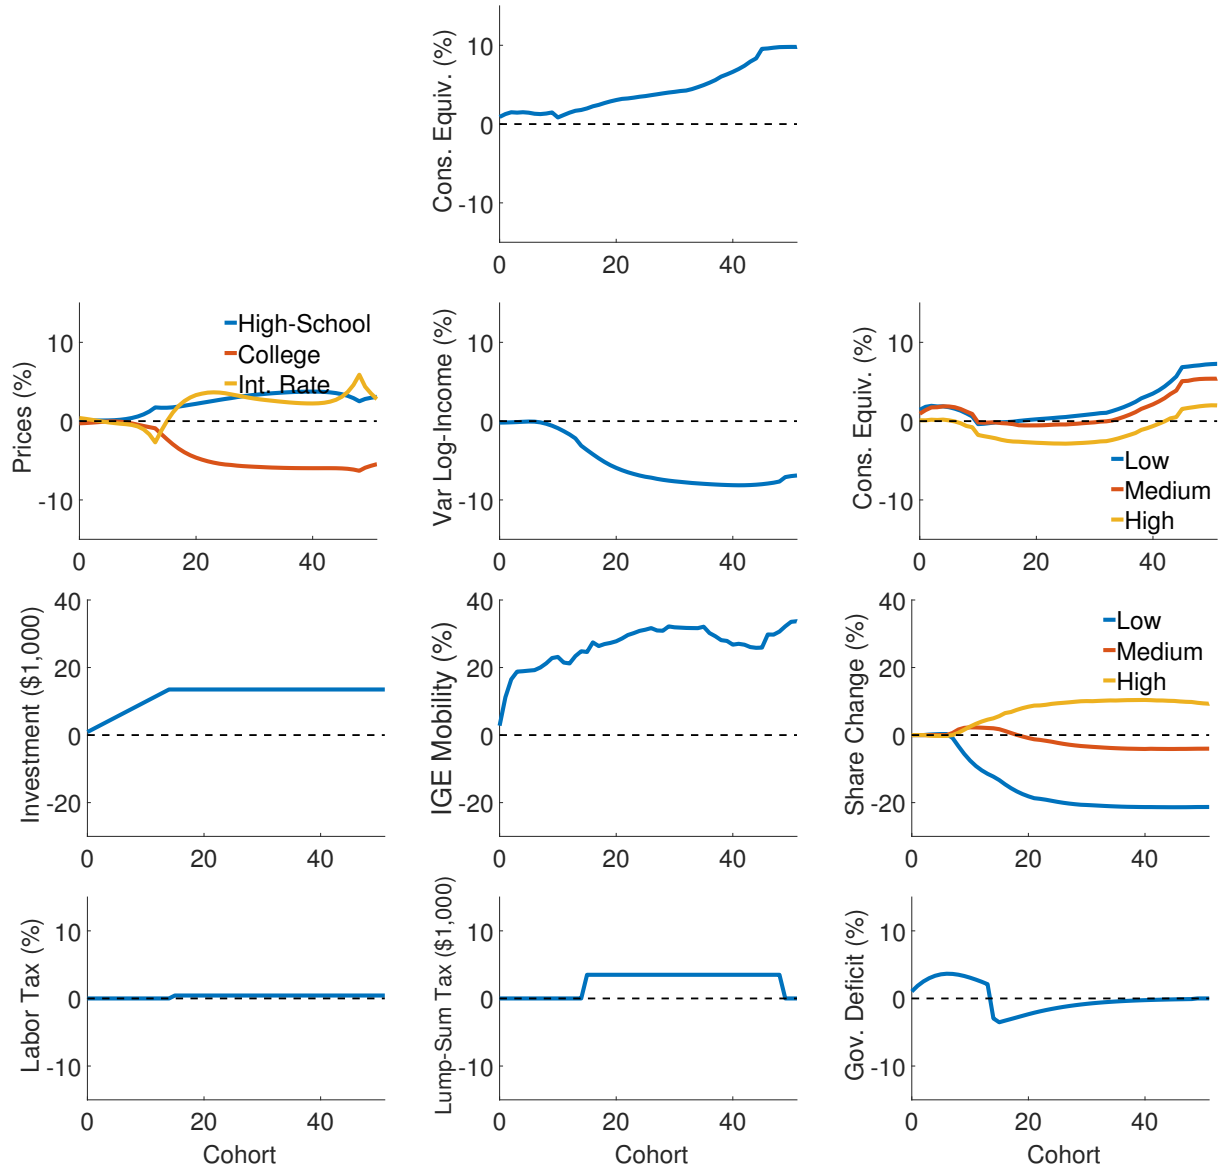 Cons. Equiv. (%)
10
0
-10
0 20 40
Prices (%)
10
0
-10
0 20 40
High-School
College
Int. Rate
Var Log-Income (%)
10
0
-10
0 20 40
Cons. Equiv. (%)
10
0
-10
0 20 40
Low
Medium
High
Investment ($1,000)
40
20
0
-20
0 20 40
IGE Mobility (%)
40
20
0
-20
0 20 40
Share Change (%)
40
20
0
-20
0 20 40
Low
Medium
High
Labor Tax (%)
10
0
-10
0 20 40
Cohort
Lump-Sum Tax ($1,000)
10
0
-10
0 20 40
Cohort
Gov. Deficit (%)
10
0
-10
0 20 40
Cohort